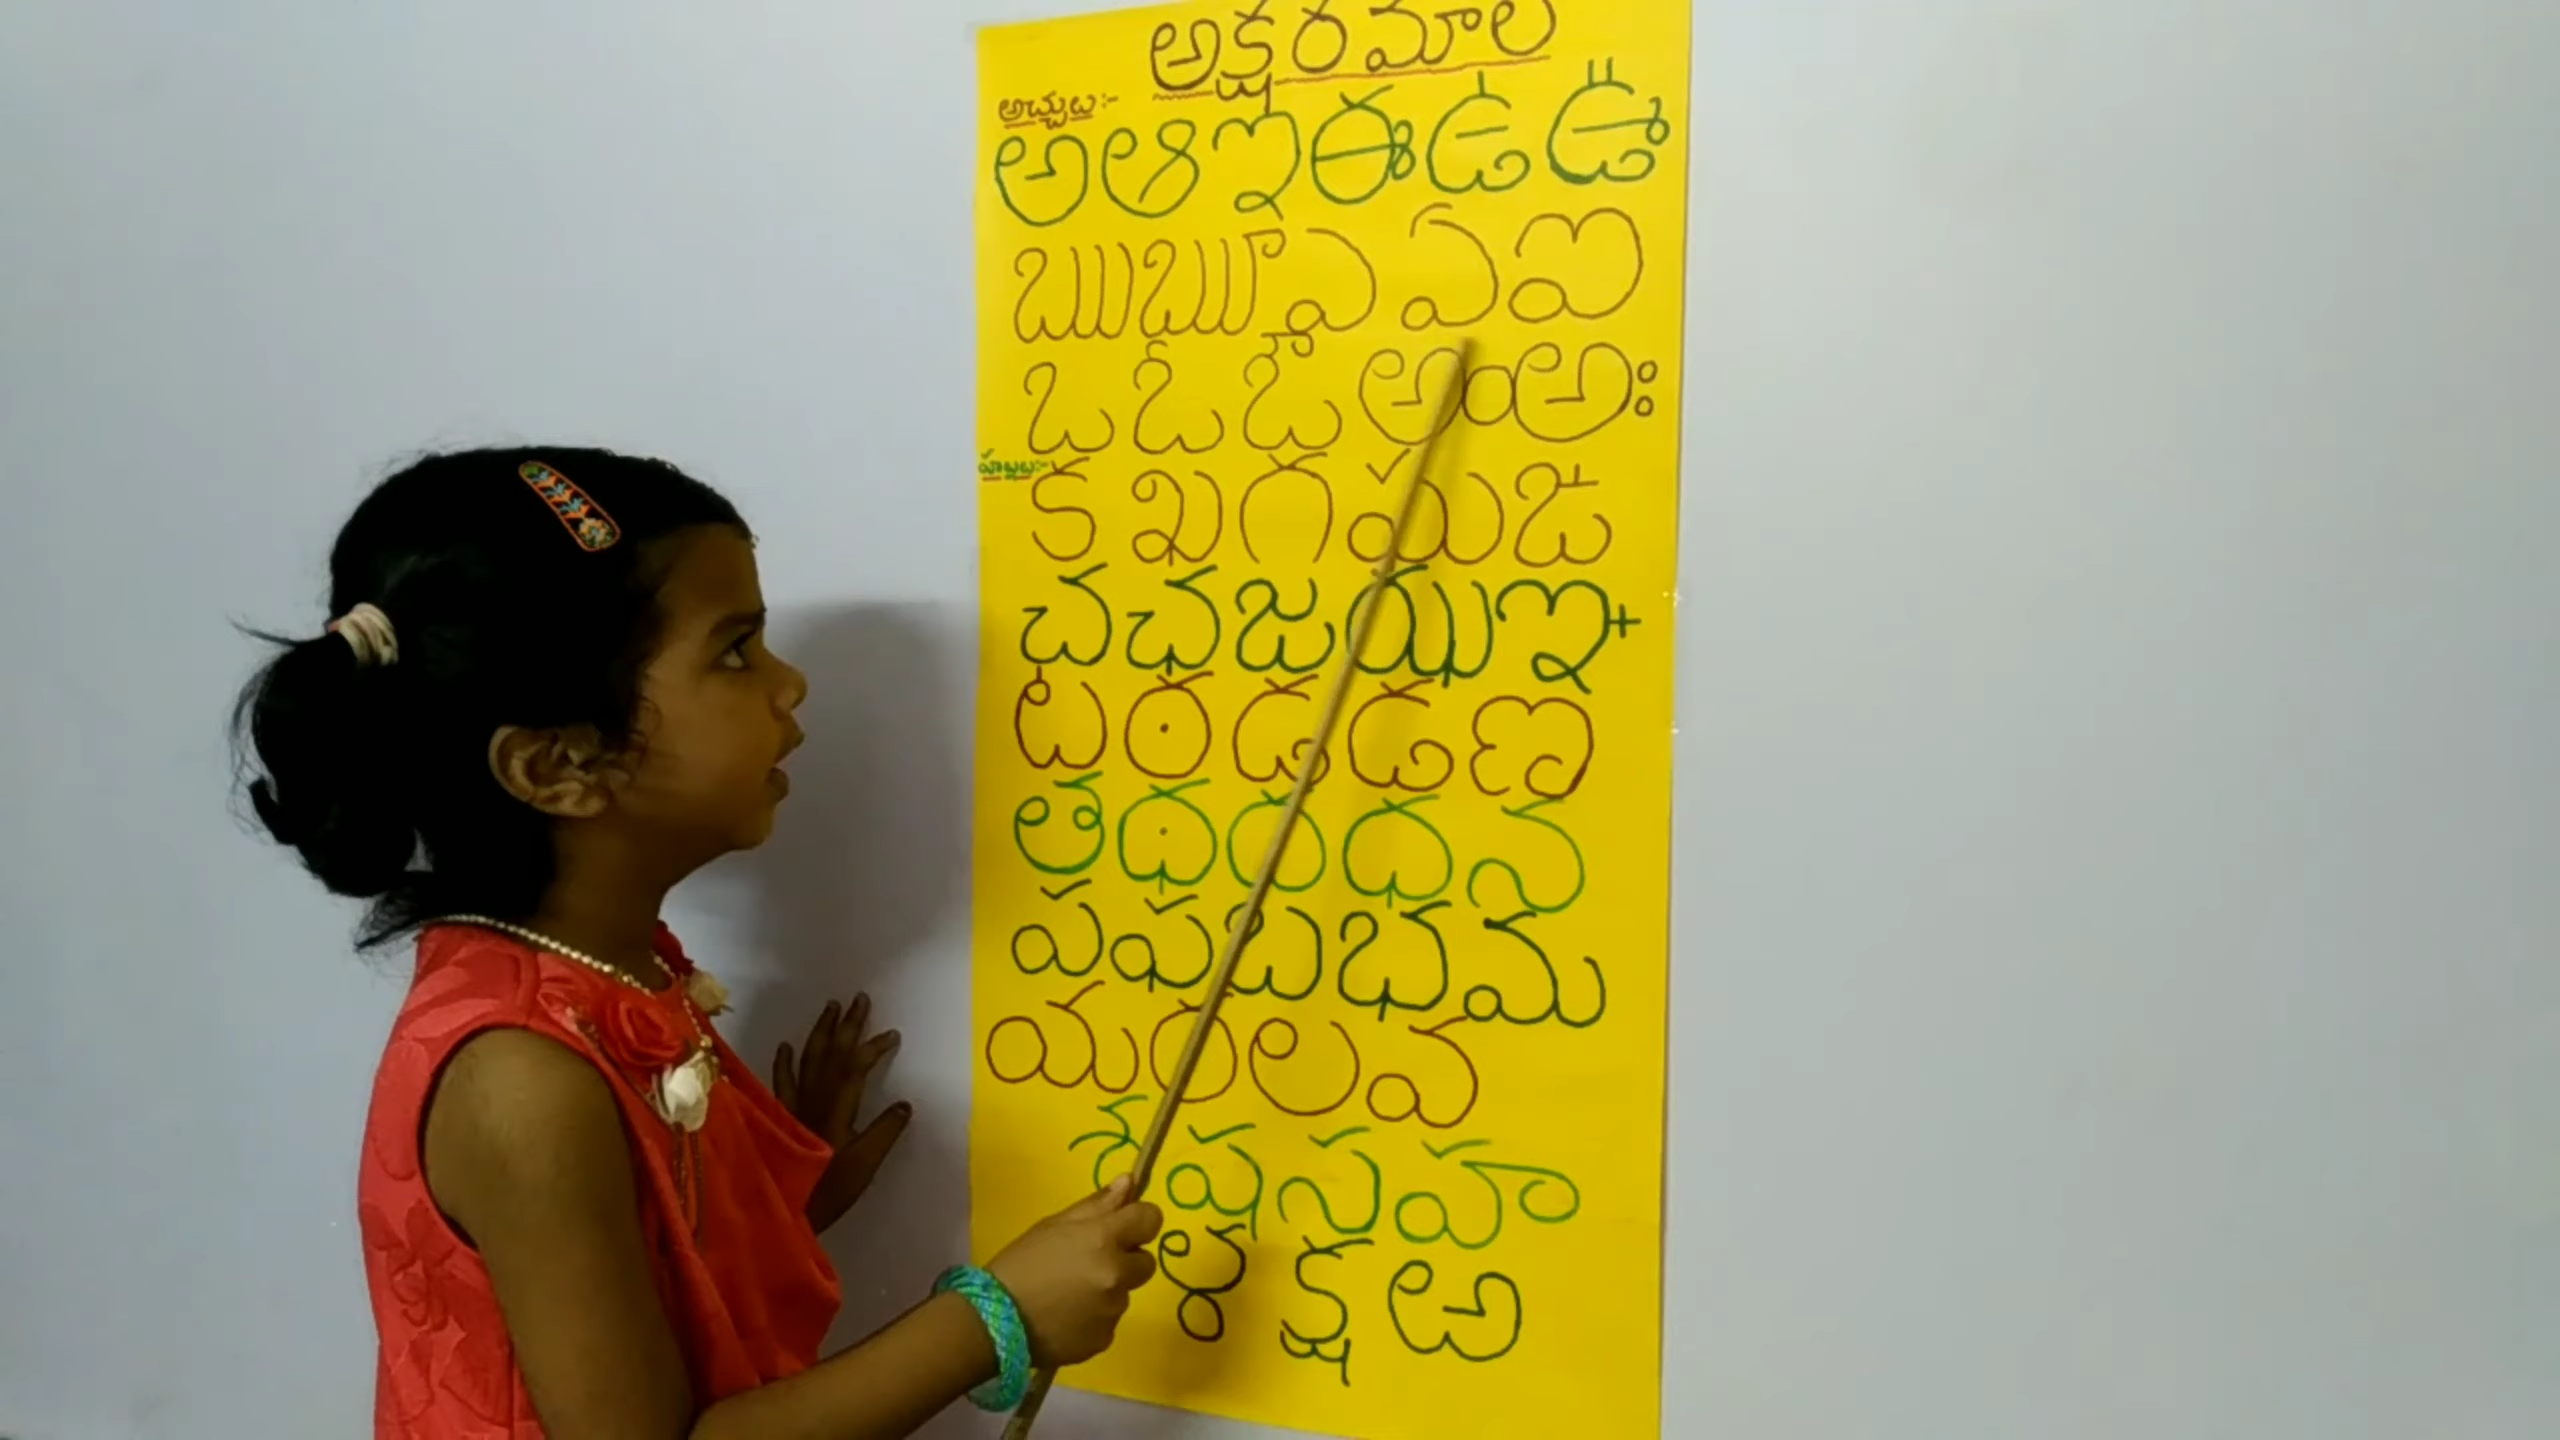 అక్షరమాల
అచ్చులు:-
అ ఆ ఇ ఈ ఉ ఊ
ఋ ౠ ఎ ఏ ఐ
ఒ ఓ ఔ అం అః
హల్లులు:-
క ఖ గ ఘ ఙ
చ ఛ జ ఝ ఞ
ట ఠ డ ఢ ణ
త థ ద ధ న
ప ఫ బ భ మ
య ర ల వ
శ ష స హ
ళ క్ష ఱ